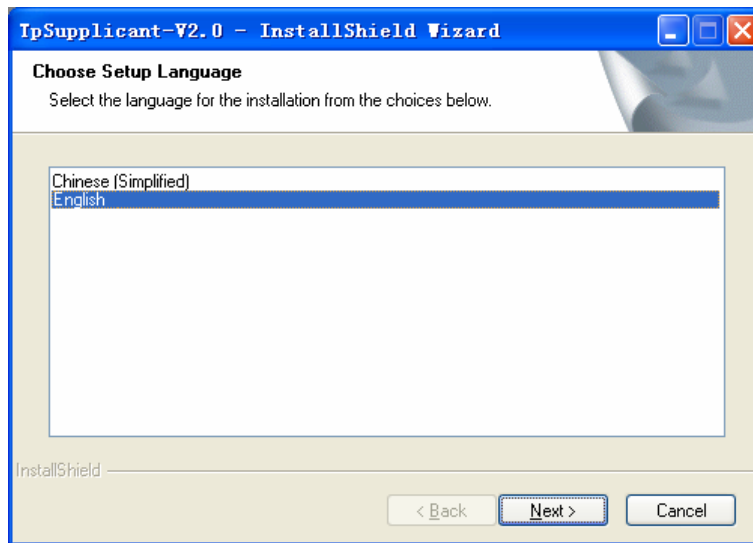 TpSupplicant-V2.0 - InstallShield Wizard
Choose Setup Language
Select the language for the installation from the choices below.
Chinese (Simplified)
English
InstallShield
< Back Next > Cancel